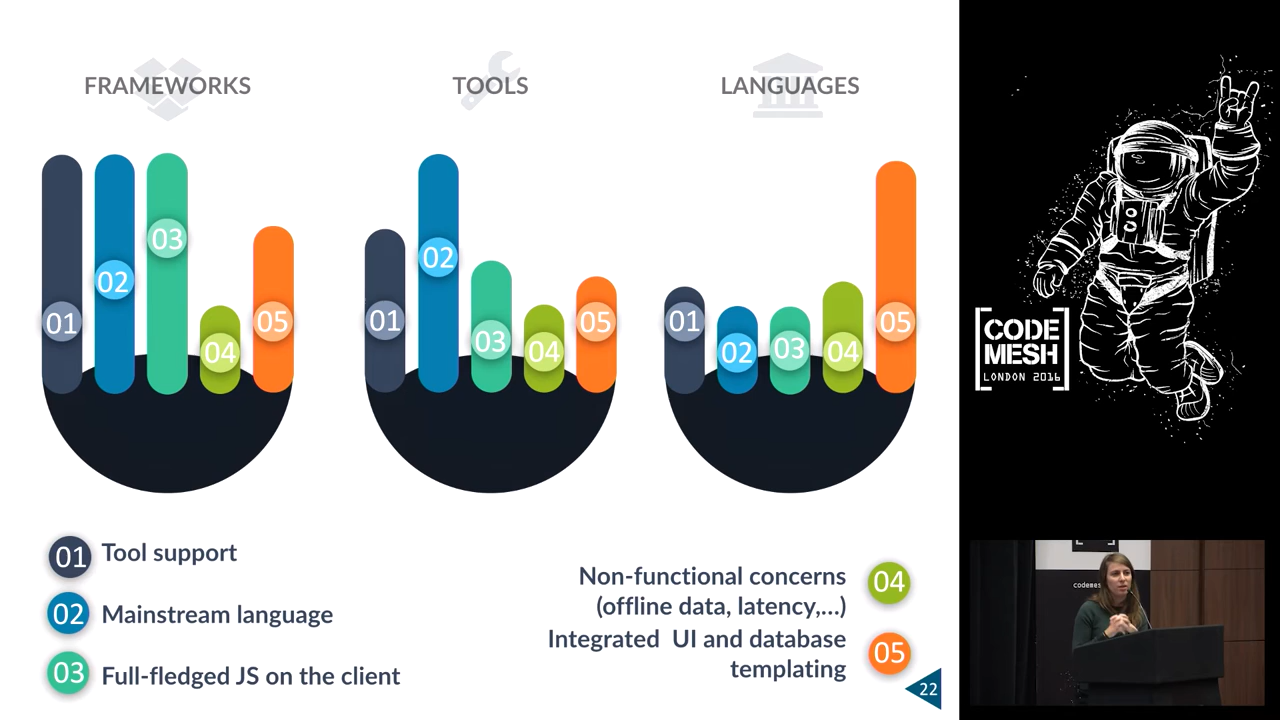 FRAMEWORKS
TOOLS
LANGUAGES
01
02
03
04
05
01
02
03
04
05
01
02
03
04
05
01 Tool support
02 Mainstream language
03 Full-fledged JS on the client
Non-functional concerns
(offline data, latency,...)
04
Integrated UI and database
templating
05
22
CODE
MESH
LONDON 2016
codemes